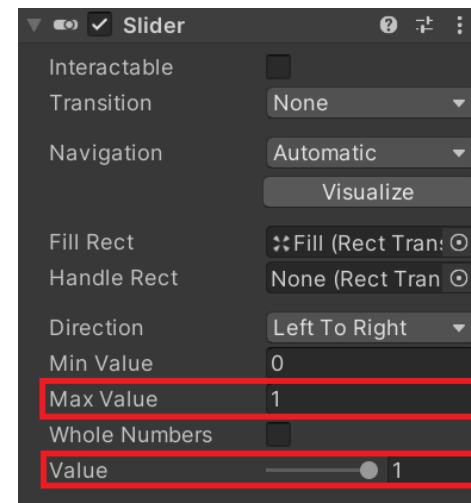 Slider
Interactable
Transition None
Navigation Automatic
Visualize
Fill Rect Fill (Rect Trans
Handle Rect None (Rect Tran
Direction Left To Right
Min Value 0
Max Value 1
Whole Numbers
Value 1